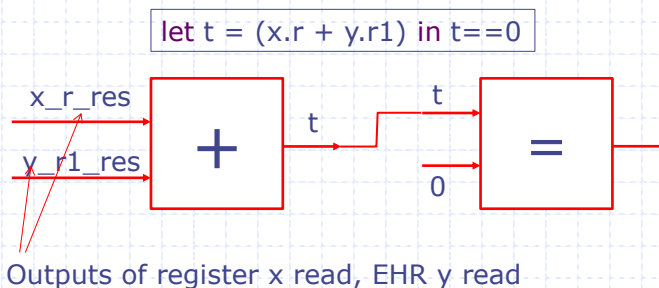 let t = (x.r + y.r1) in t==0
x_r_res
y_r1_res
+
t
t
0
=
Outputs of register x read, EHR y read